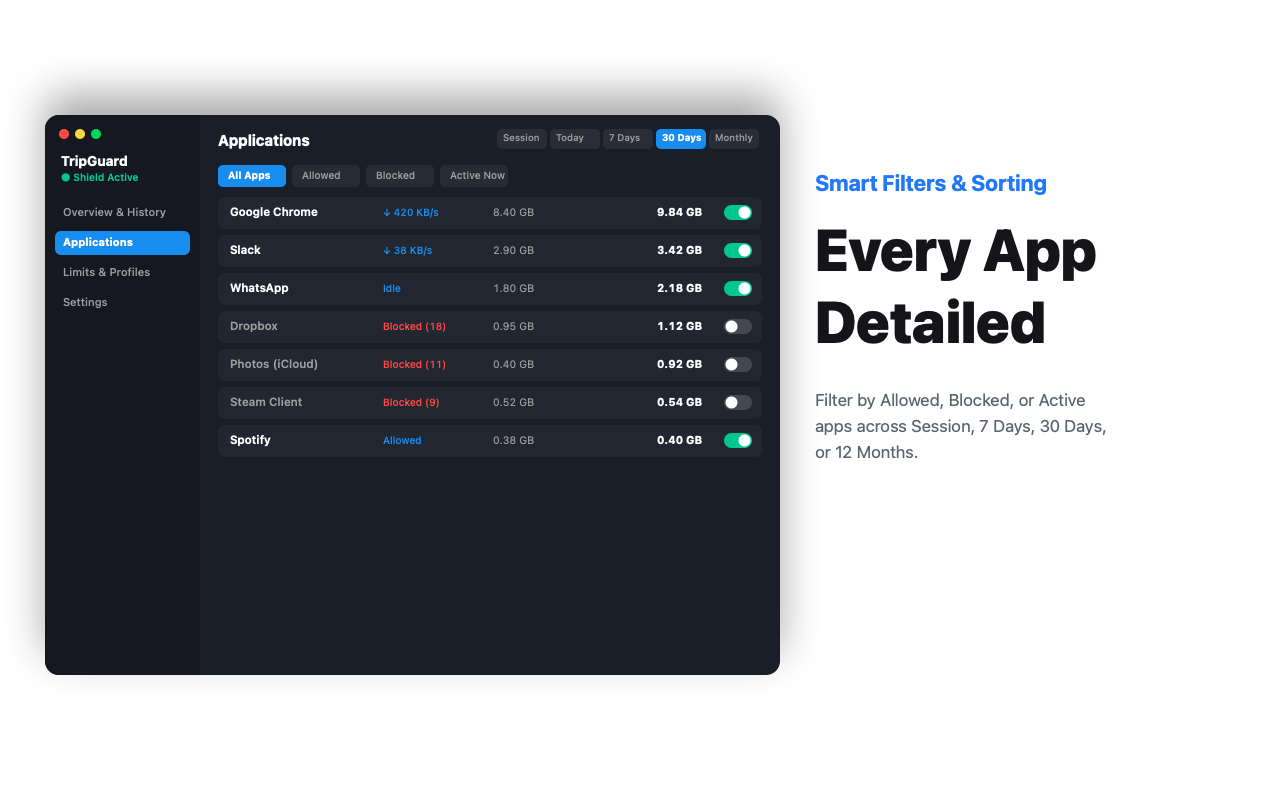 TripGuard
Shield Active
Overview & History
Applications
Limits & Profiles
Settings
Applications
Session Today 7 Days 30 Days Monthly
All Apps Allowed Blocked Active Now
Google Chrome ↓ 420 KB/s 8.40 GB 9.84 GB
Slack ↓ 38 KB/s 2.90 GB 3.42 GB
WhatsApp Idle 1.80 GB 2.18 GB
Dropbox Blocked (18) 0.95 GB 1.12 GB
Photos (iCloud) Blocked (11) 0.40 GB 0.92 GB
Steam Client Blocked (9) 0.52 GB 0.54 GB
Spotify Allowed 0.38 GB 0.40 GB
Smart Filters & Sorting
Every App
Detailed
Filter by Allowed, Blocked, or Active
apps across Session, 7 Days, 30 Days,
or 12 Months.